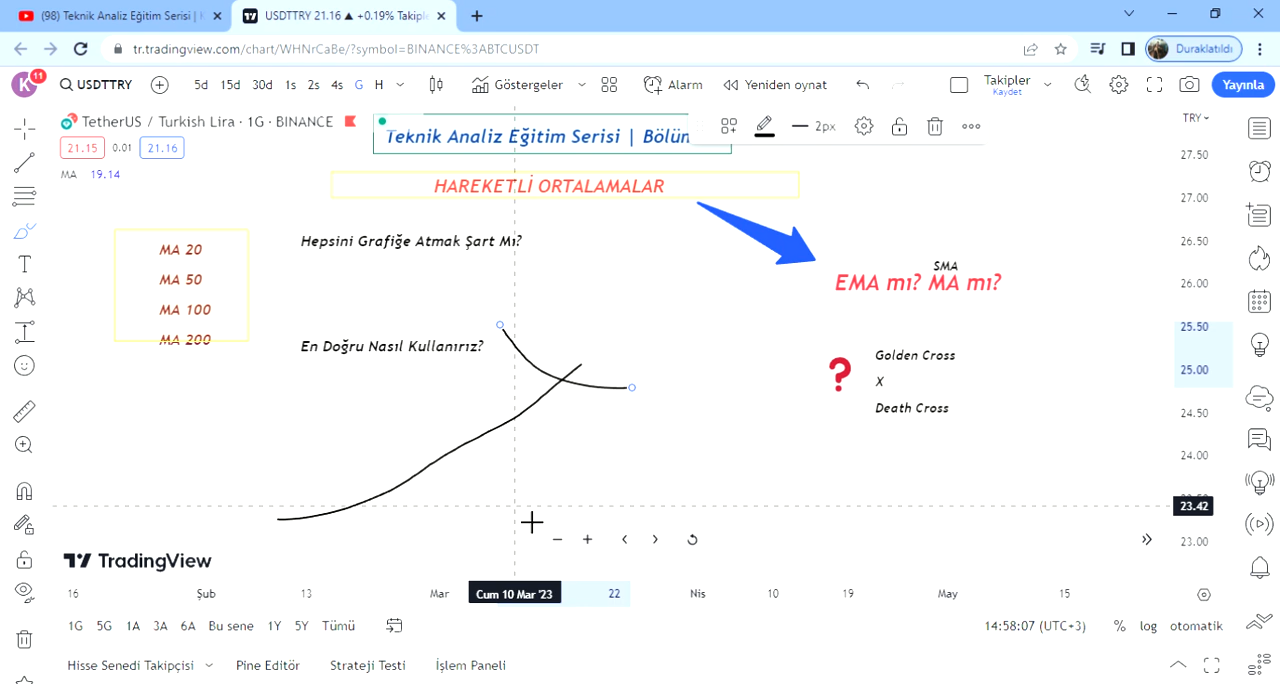 (98) Teknik Analiz Eğitim Serisi |
USDTTRY 21.16 ▲ +0.19% Takiple
tr.tradingview.com/chart/WHNrCaBe/?symbol=BINANCE%3ABTCUSDT
Duraklatıldı
K 11
USDTTRY
5d 15d 30d 1s 2s 4s G H
Göstergeler
Alarm
Yeniden oynat
Takipler
Kaydet
Yayınla
TetherUS / Turkish Lira · 1G · BINANCE
21.15 0.01 21.16
MA 19.14
Teknik Analiz Eğitim Serisi | Bölüm
2px
TRY
HAREKETLİ ORTALAMALAR
MA 20
MA 50
MA 100
MA 200
Hepsini Grafiğe Atmak Şart Mı?
En Doğru Nasıl Kullanırız?
SMA
EMA mı? MA mı?
?
Golden Cross
X
Death Cross
27.50
27.00
26.50
26.00
25.50
25.00
24.50
24.00
23.42
23.00
TradingView
16 Şub 13 Mar Cum 10 Mar '23 22 Nis 10 19 May 15
1G 5G 1A 3A 6A Bu sene 1Y 5Y Tümü
14:58:07 (UTC+3) % log otomatik
Hisse Senedi Takipçisi Pine Editör Strateji Testi İşlem Paneli